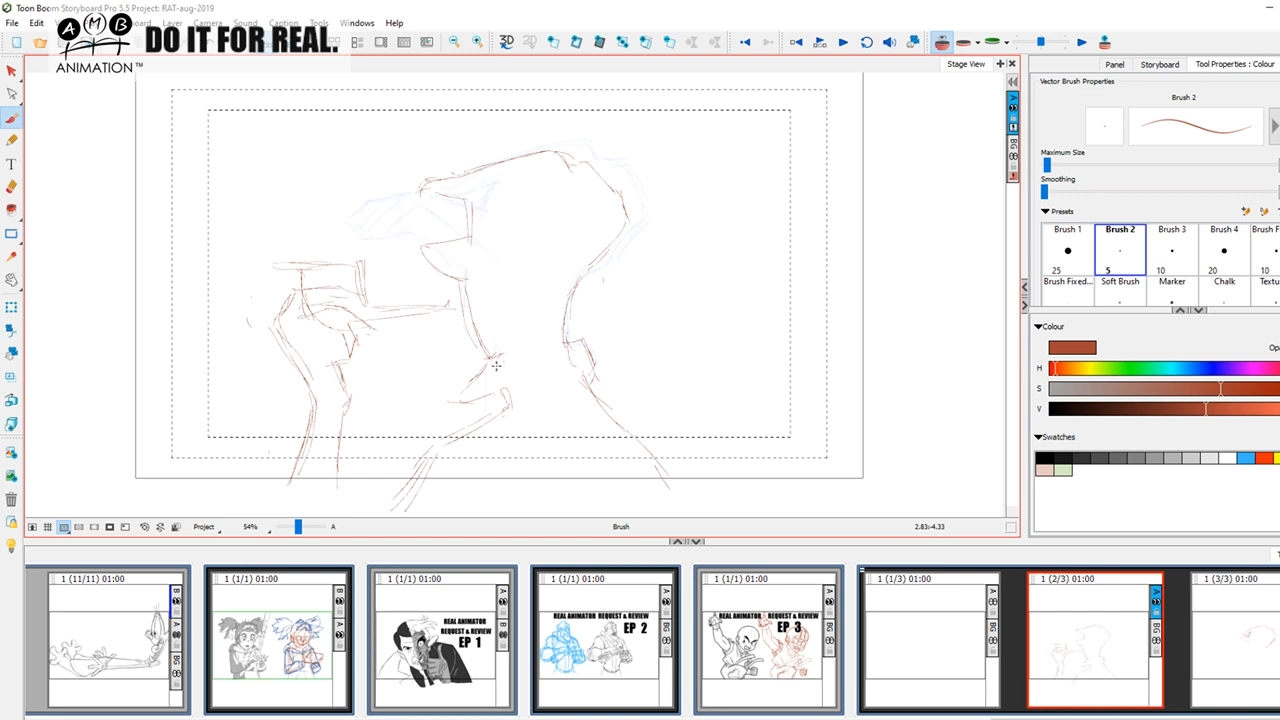 Toon Boom Storyboard Pro 5.5 Project: RAT-aug-2019
File Edit Layer Camera Sound Caption Tools Windows Help
AMB
ANIMATION™
DO IT FOR REAL.
3D
Stage View
Panel Storyboard Tool Properties : Colour
Vector Brush Properties
Brush 2
Maximum Size
Smoothing
Presets
Brush 1 Brush 2 Brush 3 Brush 4 Brush F
25 5 10 20 10
Brush Fixed... Soft Brush Marker Chalk Penc
Colour
H
S
V
Swatches
A
BG
Project 54% A Brush 2.83:-4.33
1 (11/11) 01:00
1 (1/1) 01:00
1 (1/1) 01:00
1 (1/1) 01:00
1 (1/1) 01:00
1 (1/3) 01:00
1 (2/3) 01:00
1 (3/3) 01:00
REAL ANIMATOR
REQUEST & REVIEW
EP 1
REAL ANIMATOR REQUEST & REVIEW
EP 2
REAL ANIMATOR REQUEST & REVIEW
EP 3